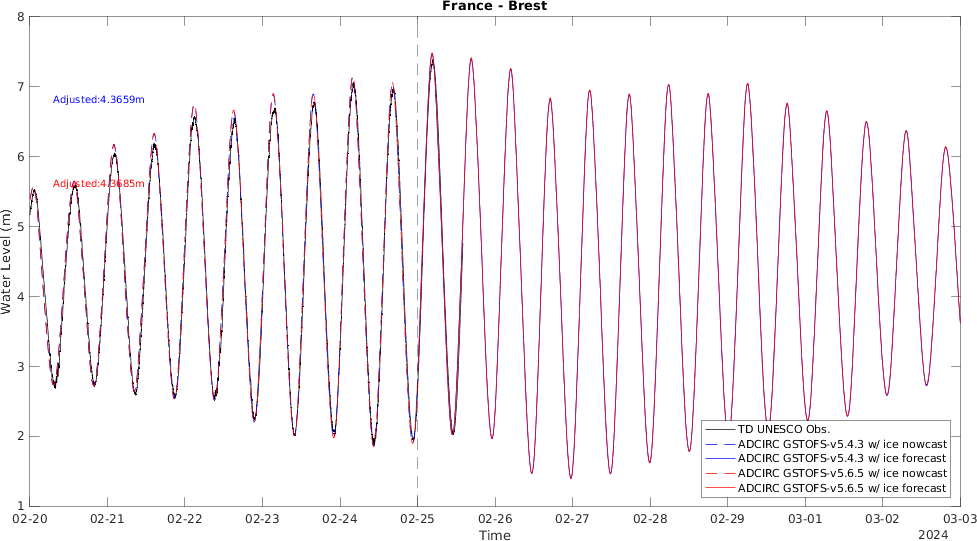 France - Brest
8
7
6
5
4
3
2
1
Water Level (m)
Adjusted:4.3659m
Adjusted:4.3685m
TD UNESCO Obs.
ADCIRC GSTOFS-v5.4.3 w/ ice nowcast
ADCIRC GSTOFS-v5.4.3 w/ ice forecast
ADCIRC GSTOFS-v5.6.5 w/ ice nowcast
ADCIRC GSTOFS-v5.6.5 w/ ice forecast
02-20 02-21 02-22 02-23 02-24 02-25 02-26 02-27 02-28 02-29 03-01 03-02 03-03
Time
2024